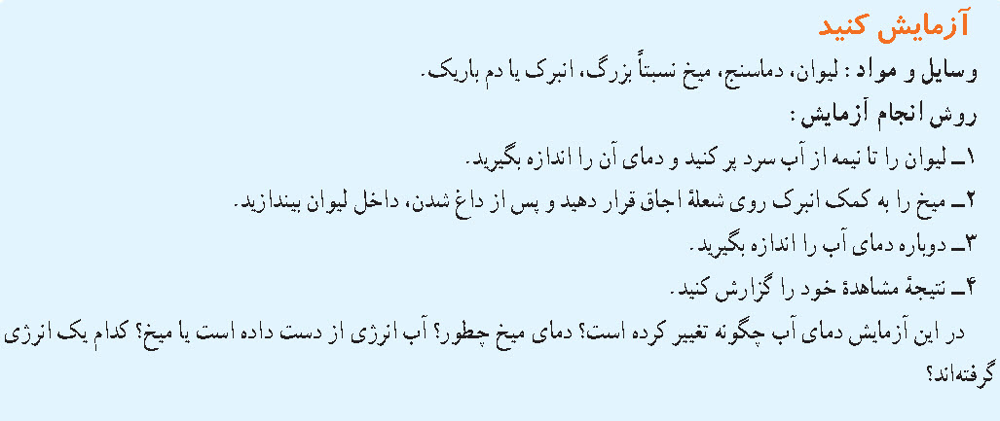 آزمایش کنید
وسایل و مواد : لیوان، دماسنج، میخ نسبتاً بزرگ، انبرک یا دم باریک.
روش انجام آزمایش :
۱ــ لیوان را تا نیمه از آب سرد پر کنید و دمای آن را اندازه بگیرید.
۲ــ میخ را به کمک انبرک روی شعلهٔ اجاق قرار دهید و پس از داغ شدن، داخل لیوان بیندازید.
۳ــ دوباره دمای آب را اندازه بگیرید.
۴ــ نتیجهٔ مشاهدهٔ خود را گزارش کنید.
در این آزمایش دمای آب چگونه تغییر کرده است؟ دمای میخ چطور؟ آب انرژی از دست داده است یا میخ؟ کدام یک انرژی
گرفته‌اند؟